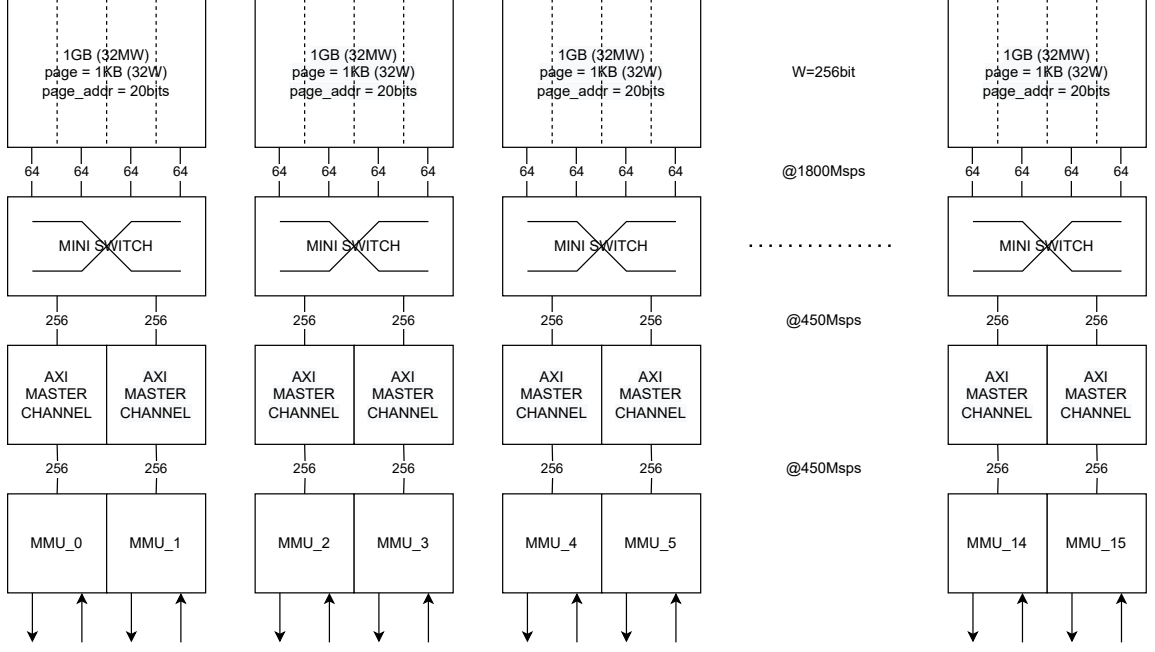 1GB (32MW)
page = 1KB (32W)
page_addr = 20bits
1GB (32MW)
page = 1KB (32W)
page_addr = 20bits
1GB (32MW)
page = 1KB (32W)
page_addr = 20bits
W=256bit
1GB (32MW)
page = 1KB (32W)
page_addr = 20bits
64 64 64 64 64 64 64 64 64 64 64 64 @1800Msps 64 64 64 64
MINI SWITCH MINI SWITCH MINI SWITCH ............... MINI SWITCH
256 256 256 256 256 256 @450Msps 256 256
AXI
MASTER
CHANNEL
AXI
MASTER
CHANNEL
AXI
MASTER
CHANNEL
AXI
MASTER
CHANNEL
AXI
MASTER
CHANNEL
AXI
MASTER
CHANNEL
AXI
MASTER
CHANNEL
AXI
MASTER
CHANNEL
256 256 256 256 256 256 @450Msps 256 256
MMU_0 MMU_1 MMU_2 MMU_3 MMU_4 MMU_5 MMU_14 MMU_15